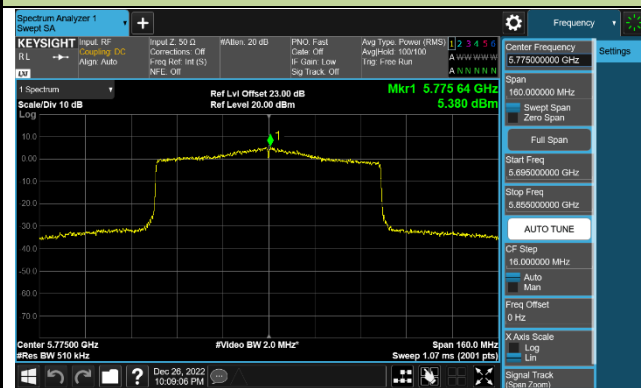 Spectrum Analyzer 1
Swept SA
Frequency
KEYSIGHT
RL
LXI
Input: RF
Coupling: DC
Align: Auto
Input Z: 50 Ω
Corrections: Off
Freq Ref: Int (S)
NFE: Off
#Atten: 20 dB
PNO: Fast
Gate: Off
IF Gain: Low
Sig Track: Off
Avg Type: Power (RMS)
Avg|Hold: 100/100
Trig: Free Run
1 2 3 4 5 6
A W W W W W
A N N N N N
1 Spectrum
Scale/Div 10 dB
Log
Ref Lvl Offset 23.00 dB
Ref Level 20.00 dBm
Mkr1 5.775 64 GHz
5.380 dBm
1
10.0
0.00
10.0
20.0
30.0
40.0
-50.0
-60.0
70.0
Center 5.77500 GHz
#Res BW 510 kHz
#Video BW 2.0 MHz*
Span 160.0 MHz
Sweep 1.07 ms (2001 pts)
Dec 26, 2022
10:09:06 PM
Center Frequency
5.775000000 GHz
Span
160.000000 MHz
Swept Span
Zero Span
Full Span
Start Freq
5.695000000 GHz
Stop Freq
5.855000000 GHz
AUTO TUNE
CF Step
16.000000 MHz
Auto
Man
Freq Offset
0 Hz
X Axis Scale
Log
Lin
Signal Track
(Span Zoom)
Settings